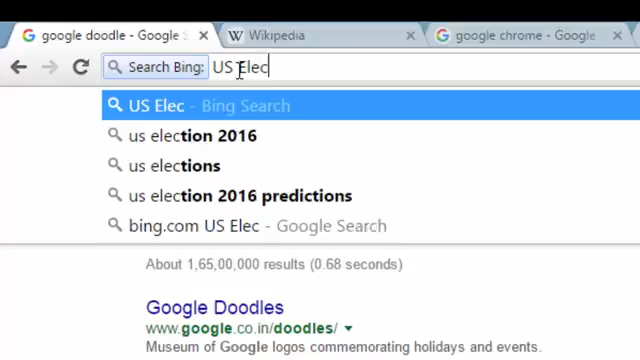 google doodle - Google S
Wikipedia
google chrome - Google
Search Bing: US Elec
US Elec - Bing Search
us election 2016
us elections
us election 2016 predictions
bing.com US Elec - Google Search
About 1,65,00,000 results (0.68 seconds)
Google Doodles
www.google.co.in/doodles/
Museum of Google logos commemorating holidays and events.